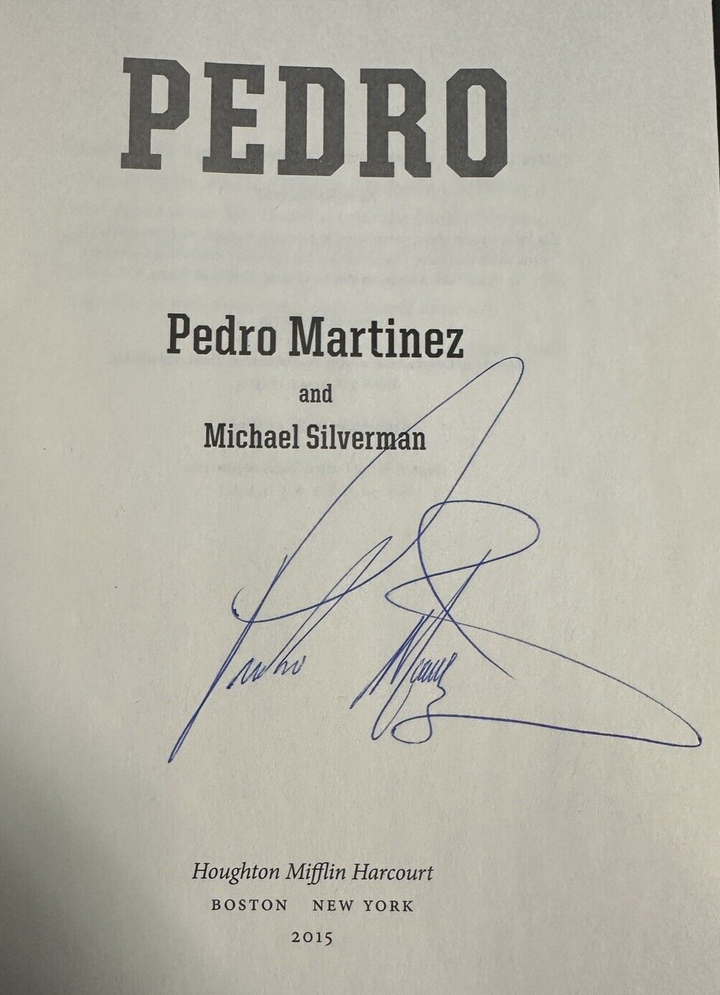 PEDRO
Pedro Martinez
and
Michael Silverman
Houghton Mifflin Harcourt
BOSTON NEW YORK
2015